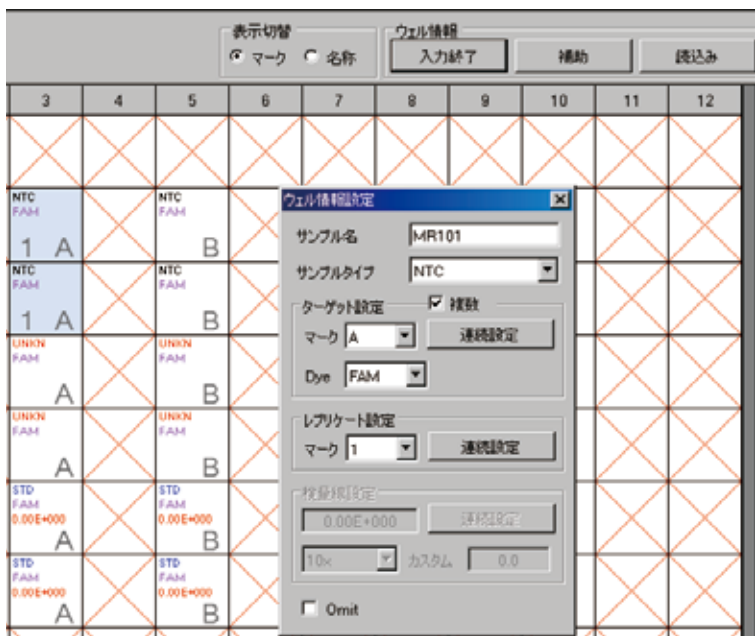 表示切替
マーク 名称
ウェル情報
入力終了 補助 読込み
3 4 5 6 7 8 9 10 11 12
NTC
FAM
1 A
NTC
FAM
B
NTC
FAM
1 A
NTC
FAM
B
UNKN
FAM
A
UNKN
FAM
B
UNKN
FAM
A
UNKN
FAM
B
STD
FAM
0.00E+000
A
STD
FAM
0.00E+000
B
STD
FAM
0.00E+000
A
STD
FAM
0.00E+000
B
ウェル情報設定
サンプル名 MR101
サンプルタイプ NTC
ターゲット設定 複数
マーク A 連続設定
Dye FAM
レプリケート設定
マーク 1 連続設定
検量線設定
0.00E+000 連続設定
10x カスタム 0.0
Omit